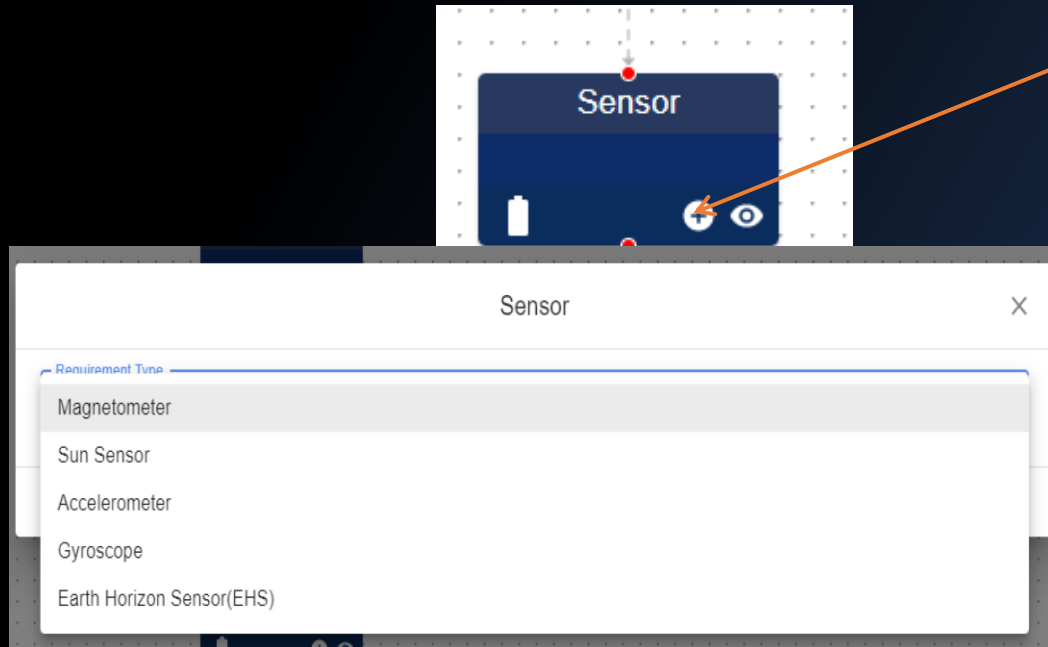 Sensor
Sensor
Requirement Type
Magnetometer
Sun Sensor
Accelerometer
Gyroscope
Earth Horizon Sensor(EHS)